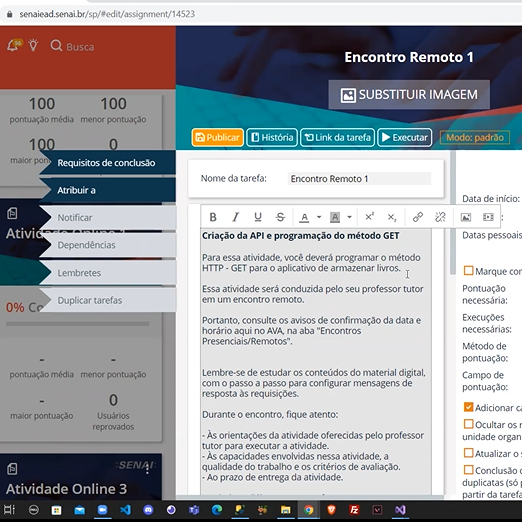 senaiead.senai.br/sp/#edit/assignment/14523
Busca
Encontro Remoto 1
SUBSTITUIR IMAGEM
100 100
pontuação média menor pontuação
100 0
maior pon
Publicar História Link da tarefa Executar Modo: padrão
Requisitos de conclusão
Atribuir a
Notificar
Dependências
Lembretes
Duplicar tarefas
Nome da tarefa: Encontro Remoto 1
Data de início:
Datas pessoais
B I U S A A x² x₂
Criação da API e programação do método GET
Para essa atividade, você deverá programar o método
HTTP - GET para o aplicativo de armazenar livros.
Essa atividade será conduzida pelo seu professor tutor
em um encontro remoto.
Portanto, consulte os avisos de confirmação da data e
horário aqui no AVA, na aba "Encontros
Presenciais/Remotos".
Lembre-se de estudar os conteúdos do material digital,
com o passo a passo para configurar mensagens de
resposta às requisições.
Durante o encontro, fique atento:
- Às orientações da atividade oferecidas pelo professor
tutor para executar a atividade.
- Às capacidades envolvidas nessa atividade, a
qualidade do trabalho e os critérios de avaliação.
- Ao prazo de entrega da atividade.
Marque com
Pontuação
necessária:
Execuções
necessárias:
Método de
pontuação:
Campo de
pontuação:
Adicionar c
Ocultar os r
unidade organ
Atualizar o s
Conclusão d
duplicatas (só p
partir da tarefa
Atividade Online 1
0% Co
- -
pontuação média menor pontuação
- 0
maior pontuação Usuários
reprovados
SENAI
Atividade Online 3